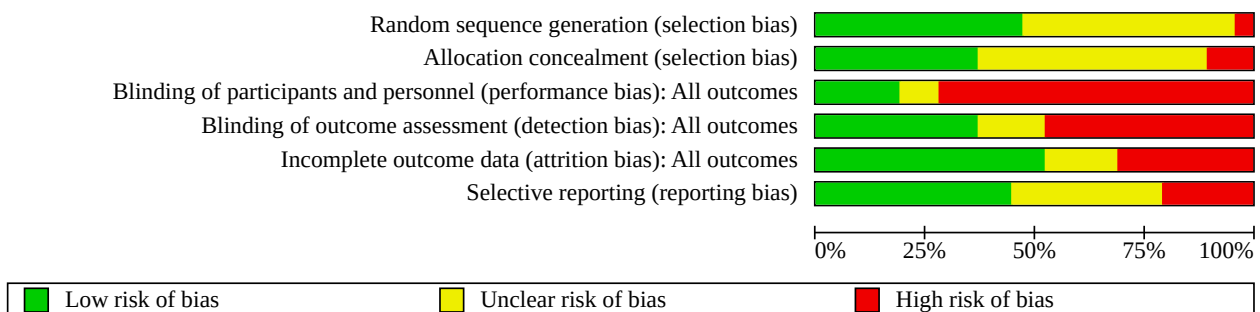 Random sequence generation (selection bias)
Allocation concealment (selection bias)
Blinding of participants and personnel (performance bias): All outcomes
Blinding of outcome assessment (detection bias): All outcomes
Incomplete outcome data (attrition bias): All outcomes
Selective reporting (reporting bias)
0% 25% 50% 75% 100%
Low risk of bias Unclear risk of bias High risk of bias